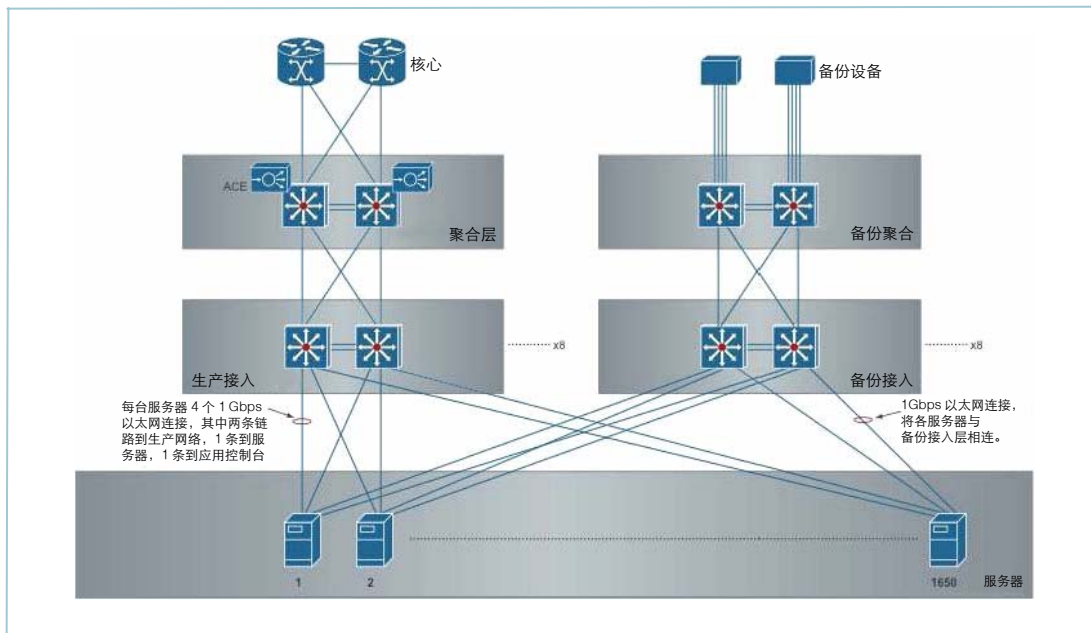 核心
备份设备
ACE
聚合层
备份聚合
x8
x8
生产接入
备份接入
每台服务器 4 个 1 Gbps
以太网连接，其中两条链
路到生产网络，1 条到服
务器，1 条到应用控制台
1Gbps 以太网连接，
将各服务器与
备份接入层相连。
1
2
1650
服务器